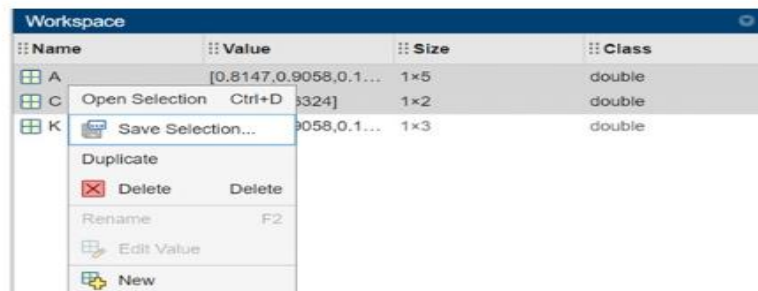 Workspace
Name Value Size Class
A [0.8147,0.9058,0.1... 1×5 double
C 6324] 1×2 double
K 9058,0.1... 1×3 double
Open Selection Ctrl+D
Save Selection...
Duplicate
Delete Delete
Rename F2
Edit Value
New